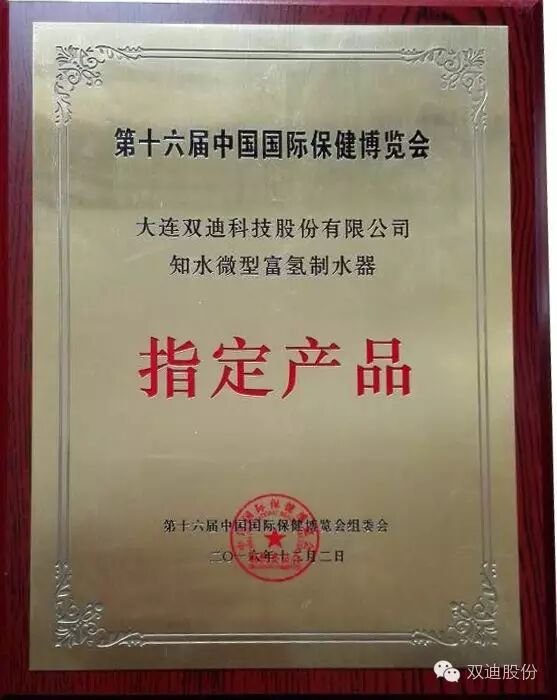 第十六届中国国际保健博览会
大连双迪科技股份有限公司
知水微型富氢制水器
指定产品
第十六届中国国际保健博览会组委会
二〇一六年十二月二日
双迪股份